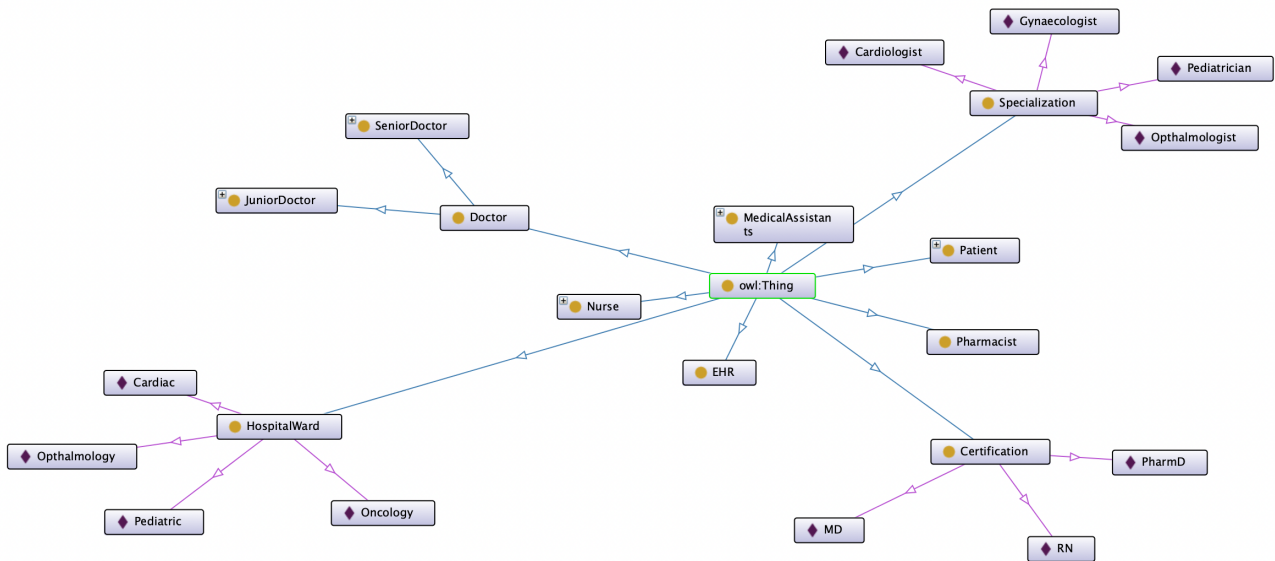 Gynaecologist
Cardiologist
Pediatrician
Specialization
SeniorDoctor
Opthalmologist
JuniorDoctor
Doctor
MedicalAssistan
ts
Patient
owl:Thing
Nurse
Pharmacist
EHR
Cardiac
HospitalWard
Opthalmology
Certification
PharmD
Pediatric
Oncology
MD
RN